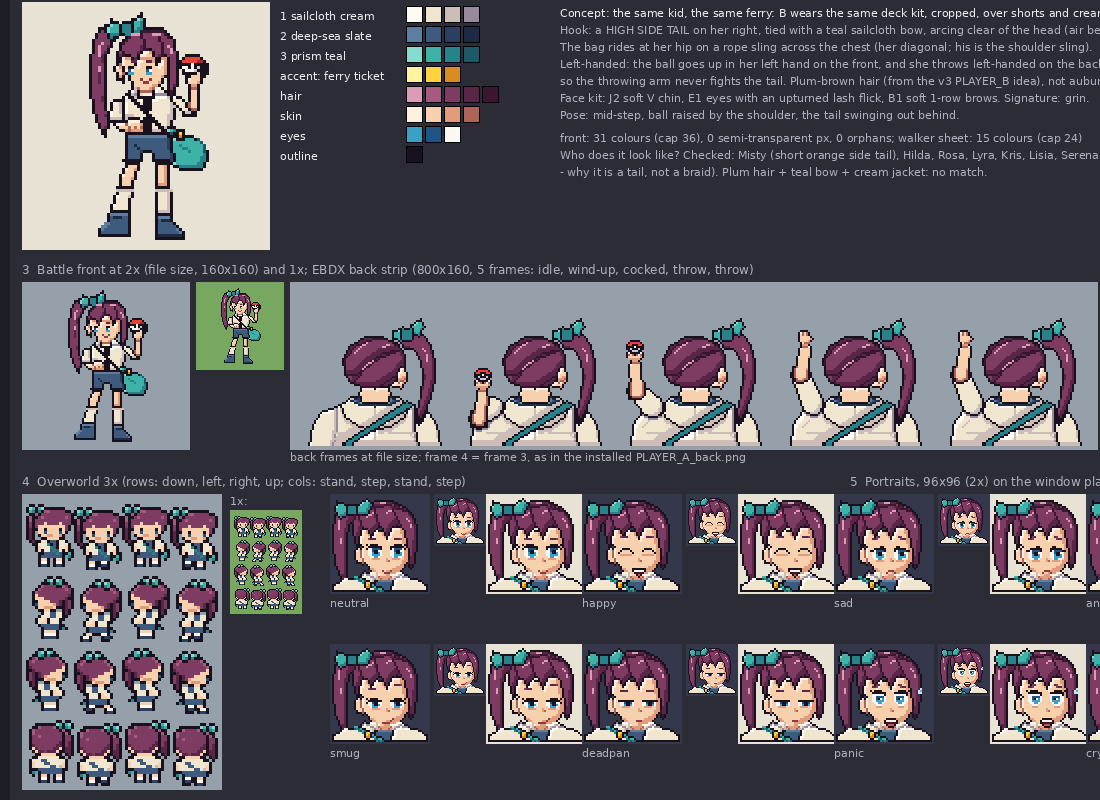 1 sailcloth cream
2 deep-sea slate
3 prism teal
accent: ferry ticket
hair
skin
eyes
outline
Concept: the same kid, the same ferry: B wears the same deck kit, cropped, over shorts and crear
Hook: a HIGH SIDE TAIL on her right, tied with a teal sailcloth bow, arcing clear of the head (air be
The bag rides at her hip on a rope sling across the chest (her diagonal; his is the shoulder sling).
Left-handed: the ball goes up in her left hand on the front, and she throws left-handed on the back
so the throwing arm never fights the tail. Plum-brown hair (from the v3 PLAYER_B idea), not aubur
Face kit: J2 soft V chin, E1 eyes with an upturned lash flick, B1 soft 1-row brows. Signature: grin.
Pose: mid-step, ball raised by the shoulder, the tail swinging out behind.
front: 31 colours (cap 36), 0 semi-transparent px, 0 orphans; walker sheet: 15 colours (cap 24)
Who does it look like? Checked: Misty (short orange side tail), Hilda, Rosa, Lyra, Kris, Lisia, Serena
- why it is a tail, not a braid). Plum hair + teal bow + cream jacket: no match.
3 Battle front at 2x (file size, 160x160) and 1x; EBDX back strip (800x160, 5 frames: idle, wind-up, cocked, throw, throw)
back frames at file size; frame 4 = frame 3, as in the installed PLAYER_A_back.png
4 Overworld 3x (rows: down, left, right, up; cols: stand, step, stand, step)
5 Portraits, 96x96 (2x) on the window pla
1x:
neutral
happy
sad
an
smug
deadpan
panic
cry